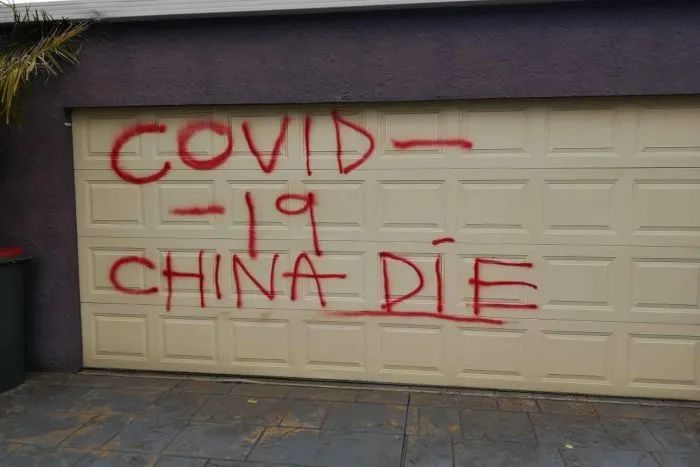 COVID -
- 19
CHINA DIE